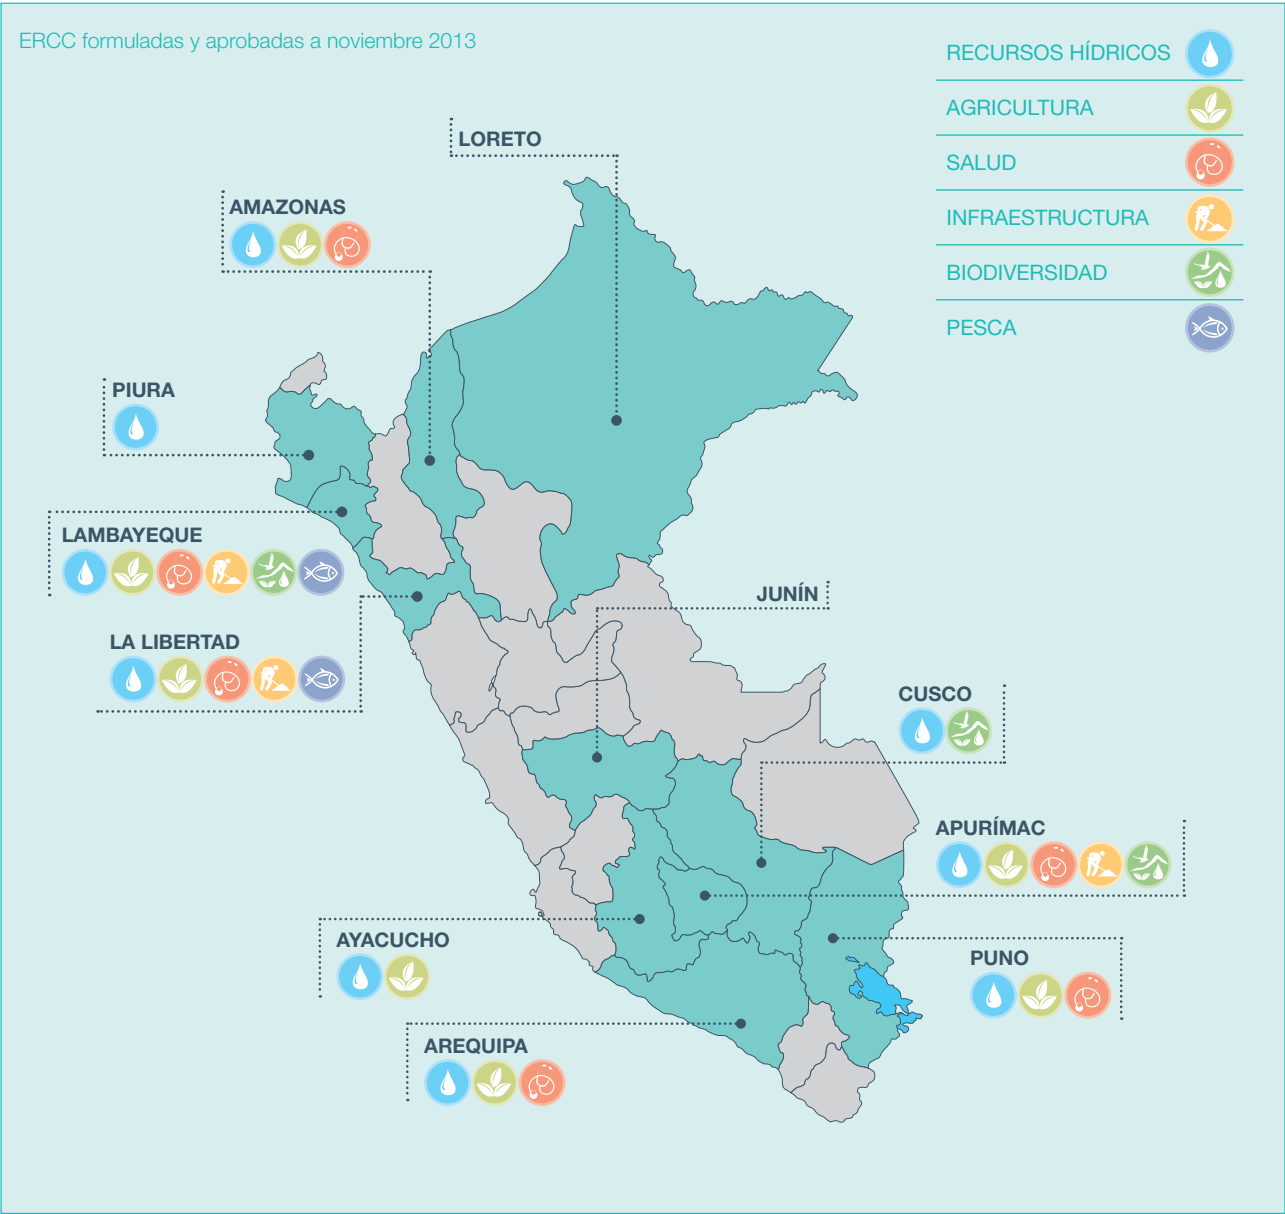 ERCC formuladas y aprobadas a noviembre 2013
RECURSOS HÍDRICOS
AGRICULTURA
SALUD
INFRAESTRUCTURA
BIODIVERSIDAD
PESCA
LORETO
AMAZONAS
PIURA
LAMBAYEQUE
LA LIBERTAD
JUNÍN
CUSCO
APURÍMAC
AYACUCHO
PUNO
AREQUIPA